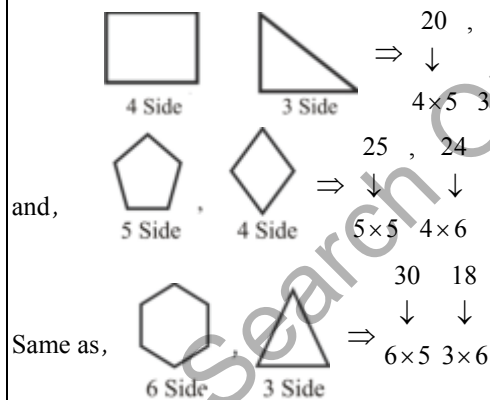 ⇒ 20 ,
↓
4 Side 3 Side
4×5 3
25 , 24
and, , ⇒ ↓ ↓
5 Side 4 Side
5×5 4×6
30 18
Same as, , ⇒ ↓ ↓
6×5 3×6
6 Side 3 Side
Search